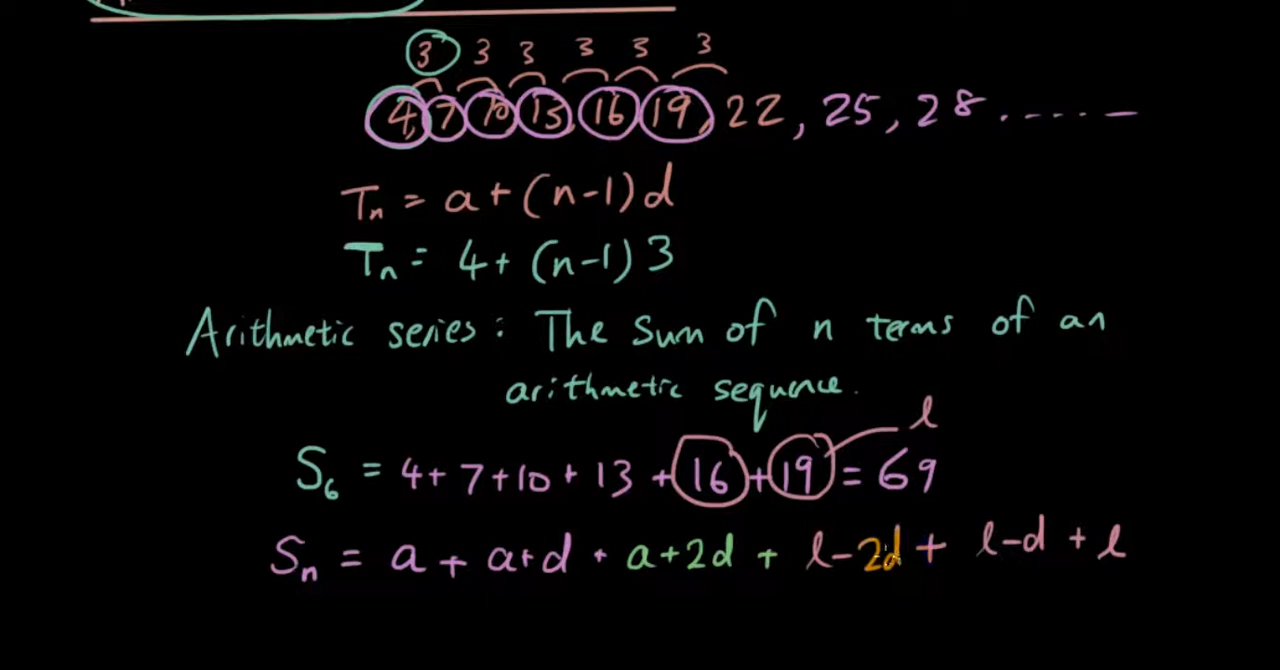 3 3 3 3 3 3
4, 7, 10, 13, 16, 19, 22, 25, 28 ......
Tn = a + (n-1)d
Tn = 4 + (n-1)3
Arithmetic series: The sum of n terms of an
arithmetic sequence.
l
S6 = 4+7+10+13+16+19=69
Sn = a + a+d + a+2d + l-2d + l-d + l